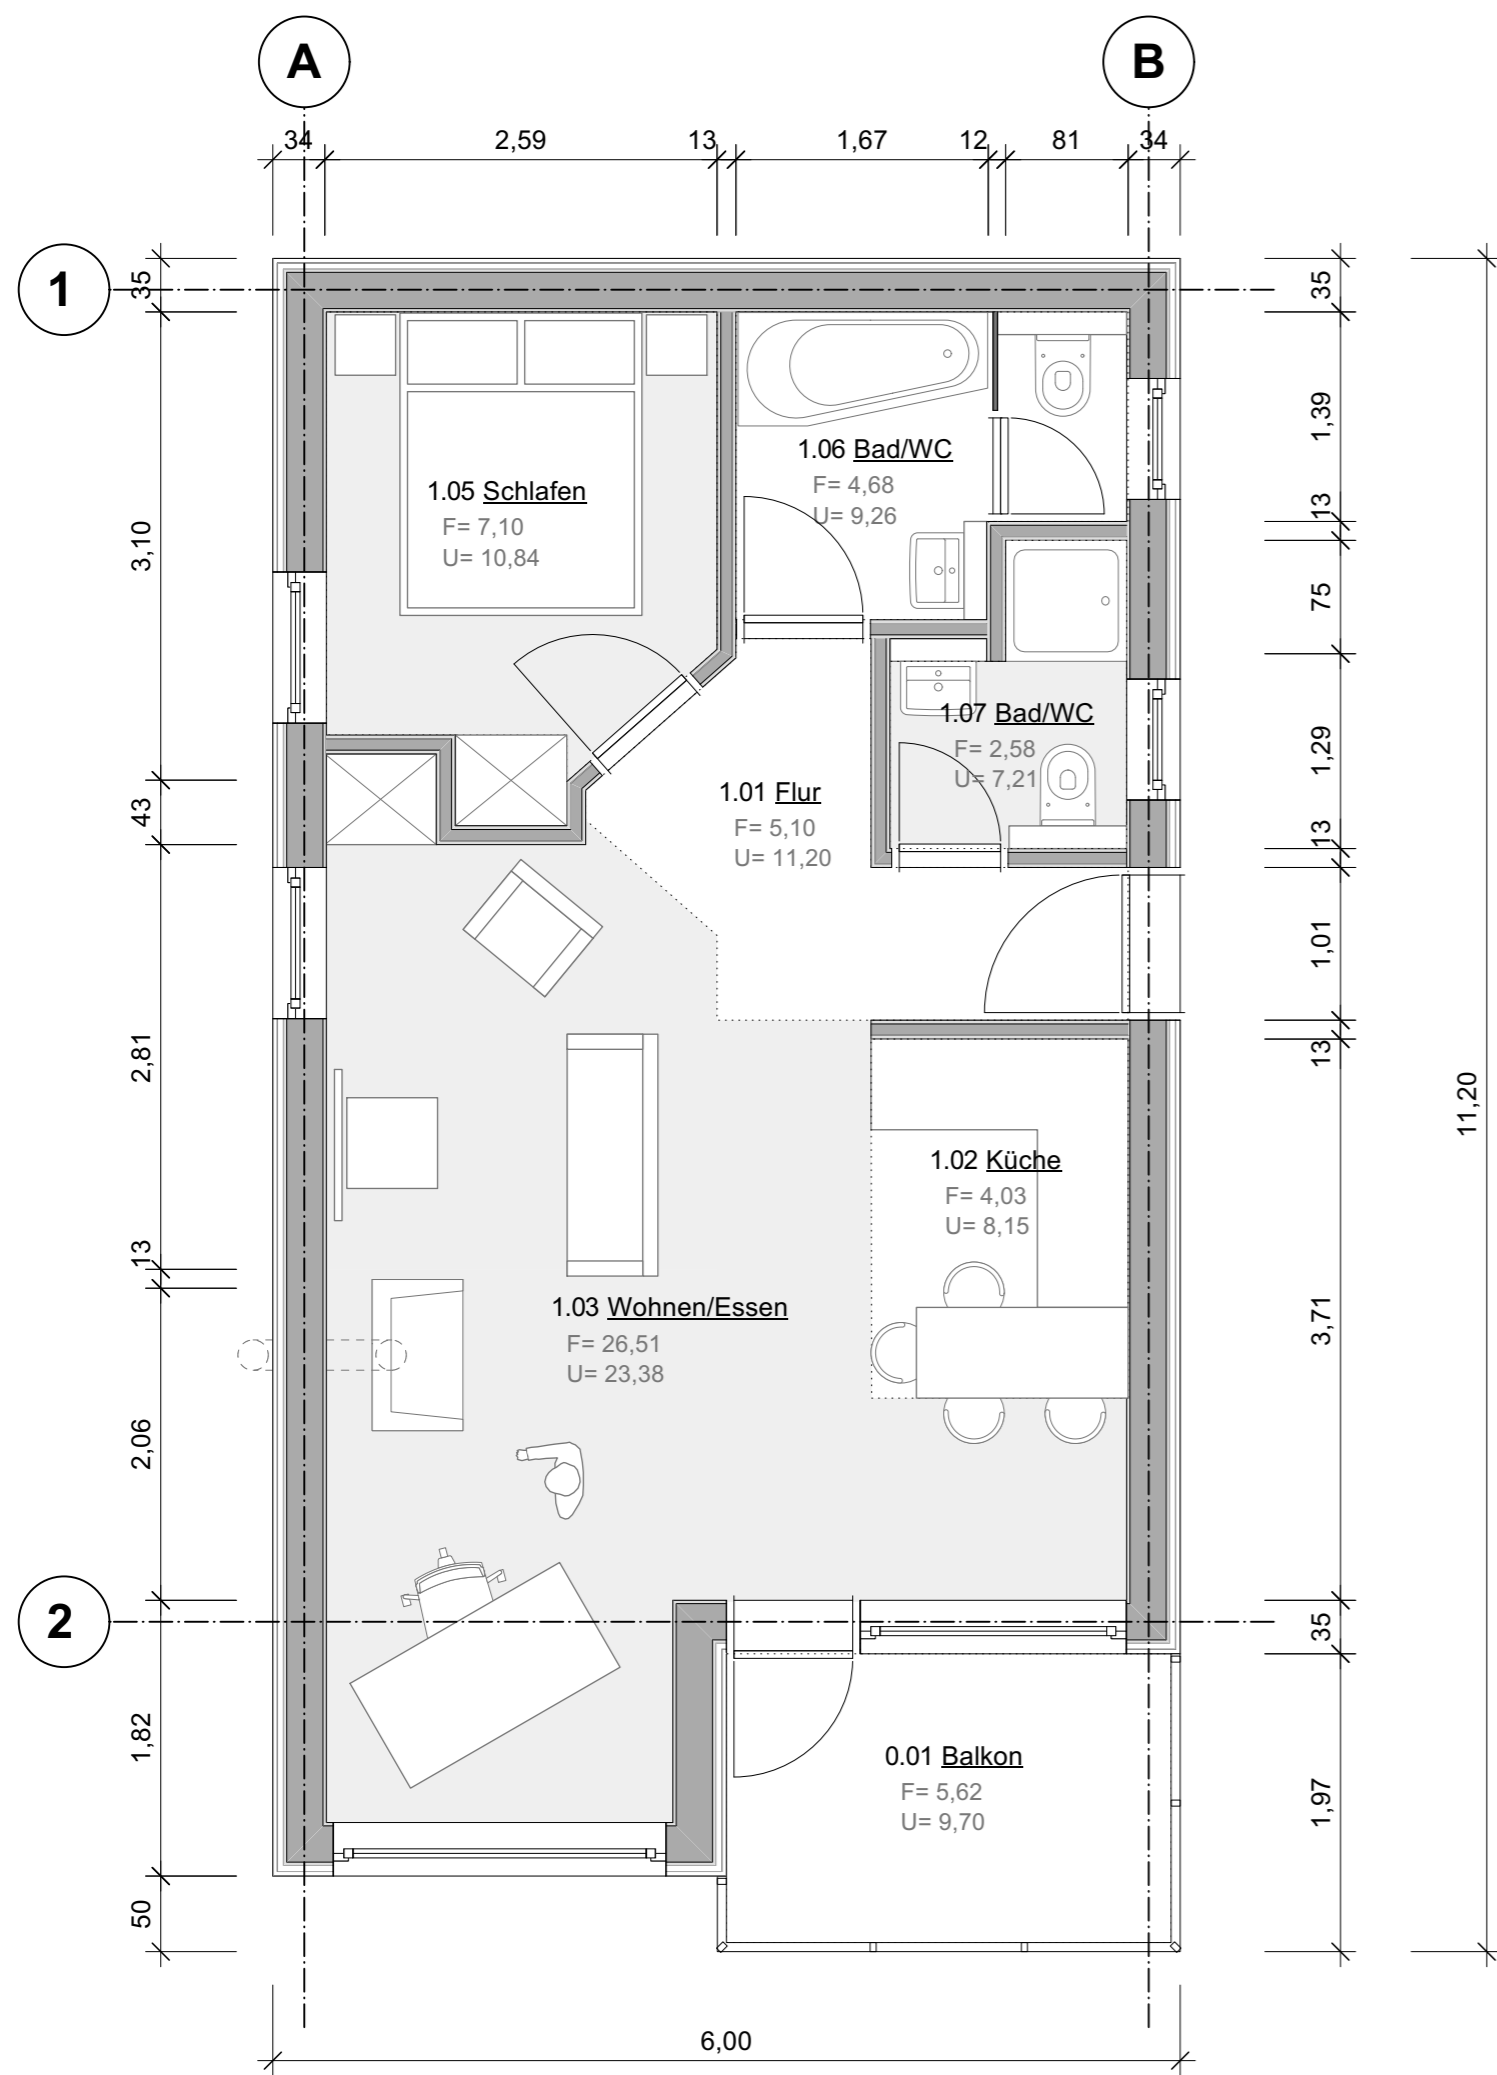 A
B
34
2,59
13
1,67
12
81
34
1
35
3,10
43
2,81
13
2,06
1,82
50
2
1.05 Schlafen
F= 7,10
U= 10,84
1.06 Bad/WC
F= 4,68
U= 9,26
1.07 Bad/WC
F= 2,58
U= 7,21
1.01 Flur
F= 5,10
U= 11,20
1.02 Küche
F= 4,03
U= 8,15
1.03 Wohnen/Essen
F= 26,51
U= 23,38
0.01 Balkon
F= 5,62
U= 9,70
35
1,39
13
75
1,29
13
1,01
13
3,71
35
1,97
11,20
6,00